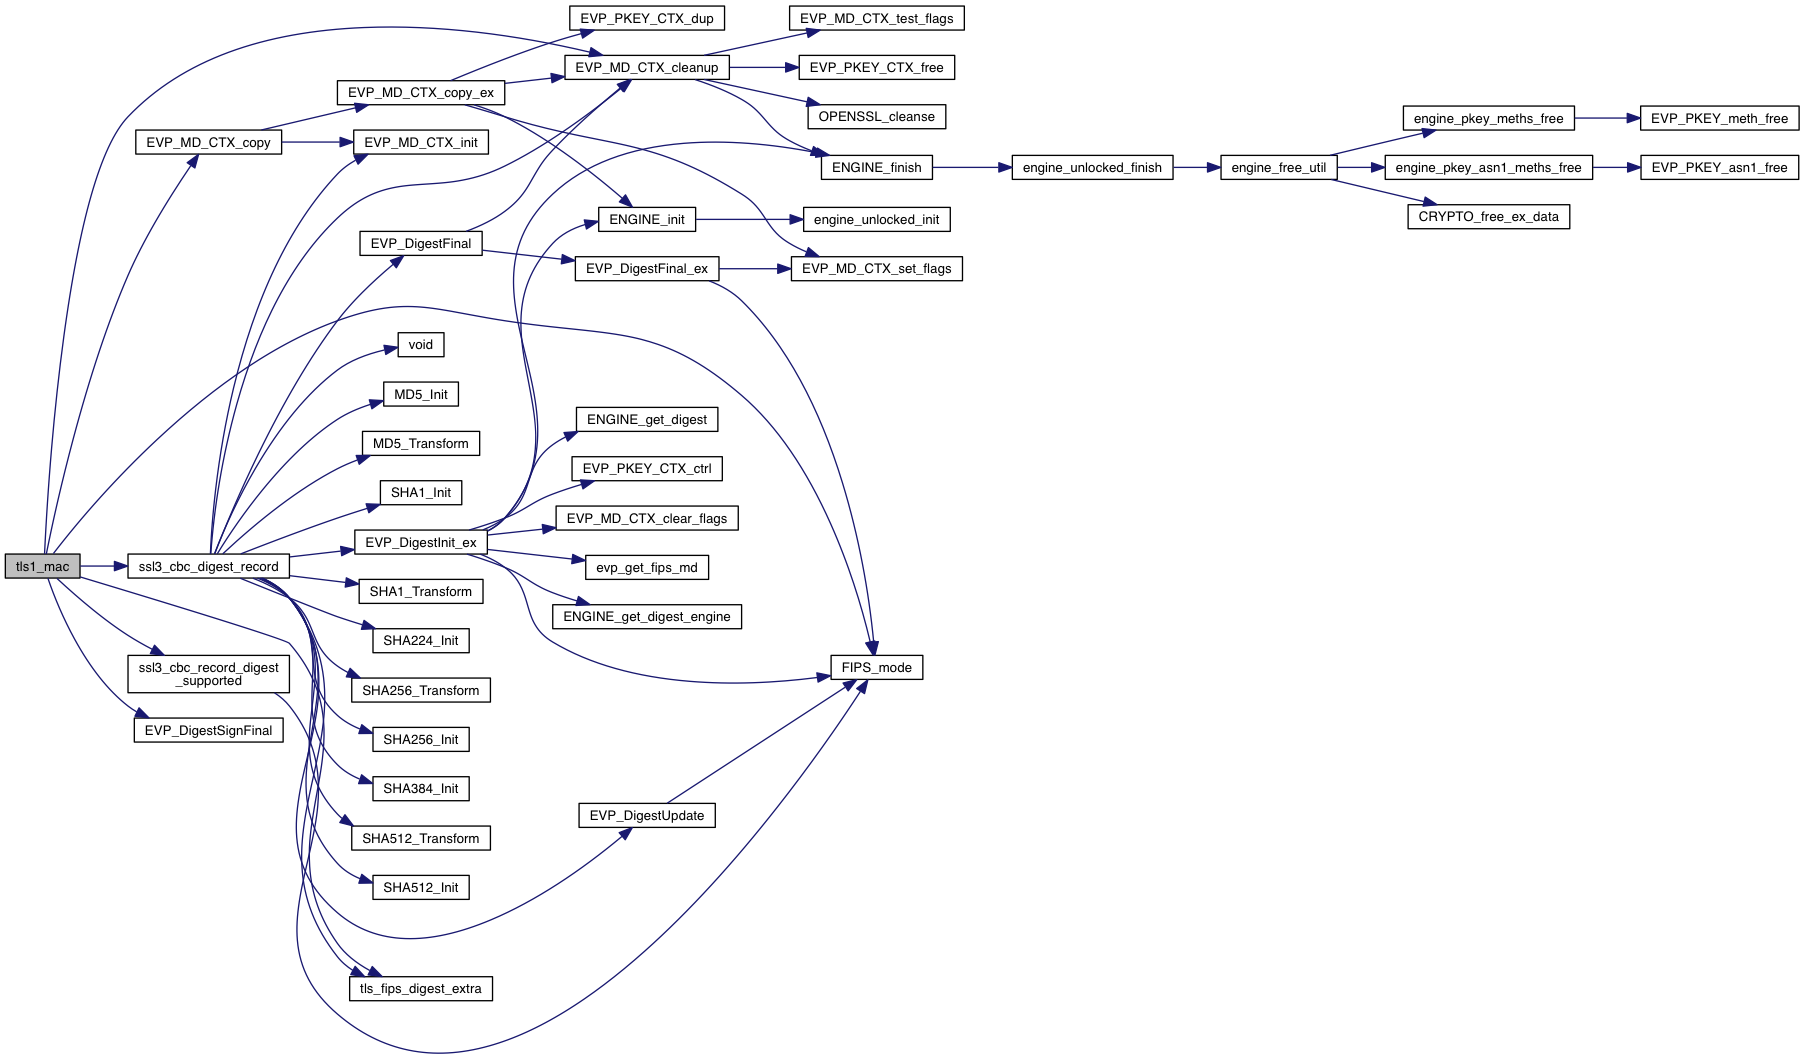 EVP_PKEY_CTX_dup
EVP_MD_CTX_test_flags
EVP_MD_CTX_cleanup
EVP_PKEY_CTX_free
EVP_MD_CTX_copy_ex
OPENSSL_cleanse
engine_pkey_meths_free
EVP_PKEY_meth_free
EVP_MD_CTX_copy
EVP_MD_CTX_init
ENGINE_finish
engine_unlocked_finish
engine_free_util
engine_pkey_asn1_meths_free
EVP_PKEY_asn1_free
ENGINE_init
engine_unlocked_init
CRYPTO_free_ex_data
EVP_DigestFinal
EVP_DigestFinal_ex
EVP_MD_CTX_set_flags
void
MD5_Init
ENGINE_get_digest
MD5_Transform
EVP_PKEY_CTX_ctrl
SHA1_Init
EVP_MD_CTX_clear_flags
EVP_DigestInit_ex
tls1_mac
ssl3_cbc_digest_record
evp_get_fips_md
SHA1_Transform
ENGINE_get_digest_engine
SHA224_Init
ssl3_cbc_record_digest
_supported
FIPS_mode
SHA256_Transform
EVP_DigestSignFinal
SHA256_Init
SHA384_Init
EVP_DigestUpdate
SHA512_Transform
SHA512_Init
tls_fips_digest_extra